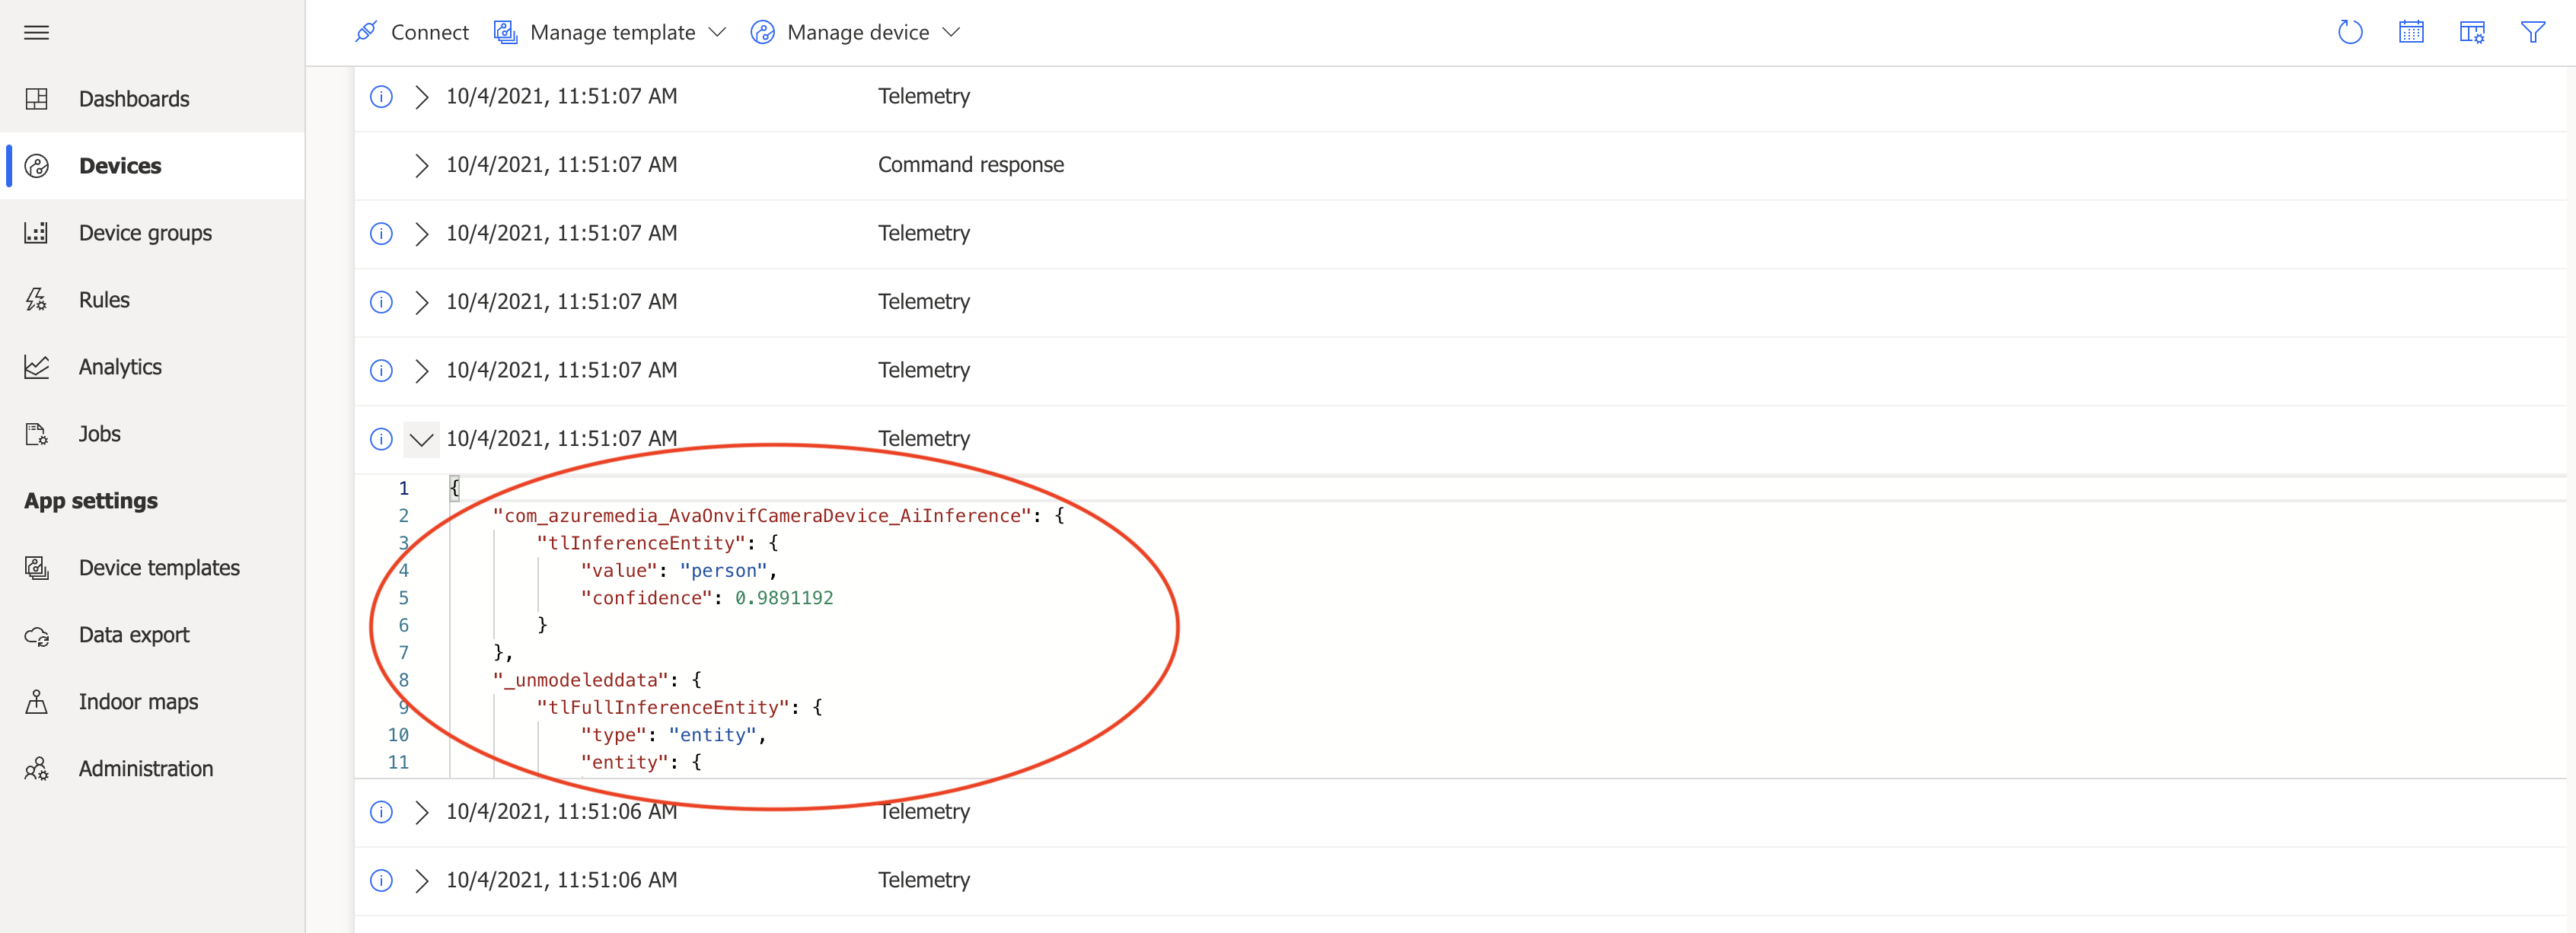 Connect Manage template Manage device
Dashboards
Devices
Device groups
Rules
Analytics
Jobs
App settings
Device templates
Data export
Indoor maps
Administration
10/4/2021, 11:51:07 AM Telemetry
10/4/2021, 11:51:07 AM Command response
10/4/2021, 11:51:07 AM Telemetry
10/4/2021, 11:51:07 AM Telemetry
10/4/2021, 11:51:07 AM Telemetry
10/4/2021, 11:51:07 AM Telemetry
1 {
2 "com_azuremedia_AvaOnvifCameraDevice_AiInference": {
3 "tlInferenceEntity": {
4 "value": "person",
5 "confidence": 0.9891192
6 }
7 },
8 "_unmodeleddata": {
9 "tlFullInferenceEntity": {
10 "type": "entity",
11 "entity": {
10/4/2021, 11:51:06 AM Telemetry
10/4/2021, 11:51:06 AM Telemetry